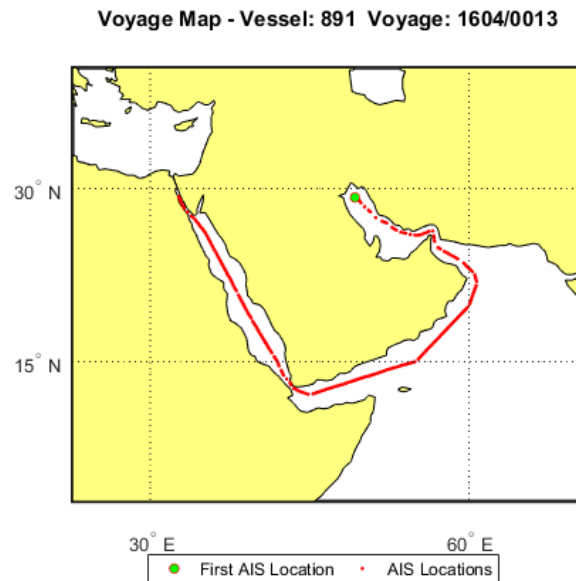 Voyage Map - Vessel: 891 Voyage: 1604/0013
30° N
15° N
30° E
60° E
First AIS Location
AIS Locations